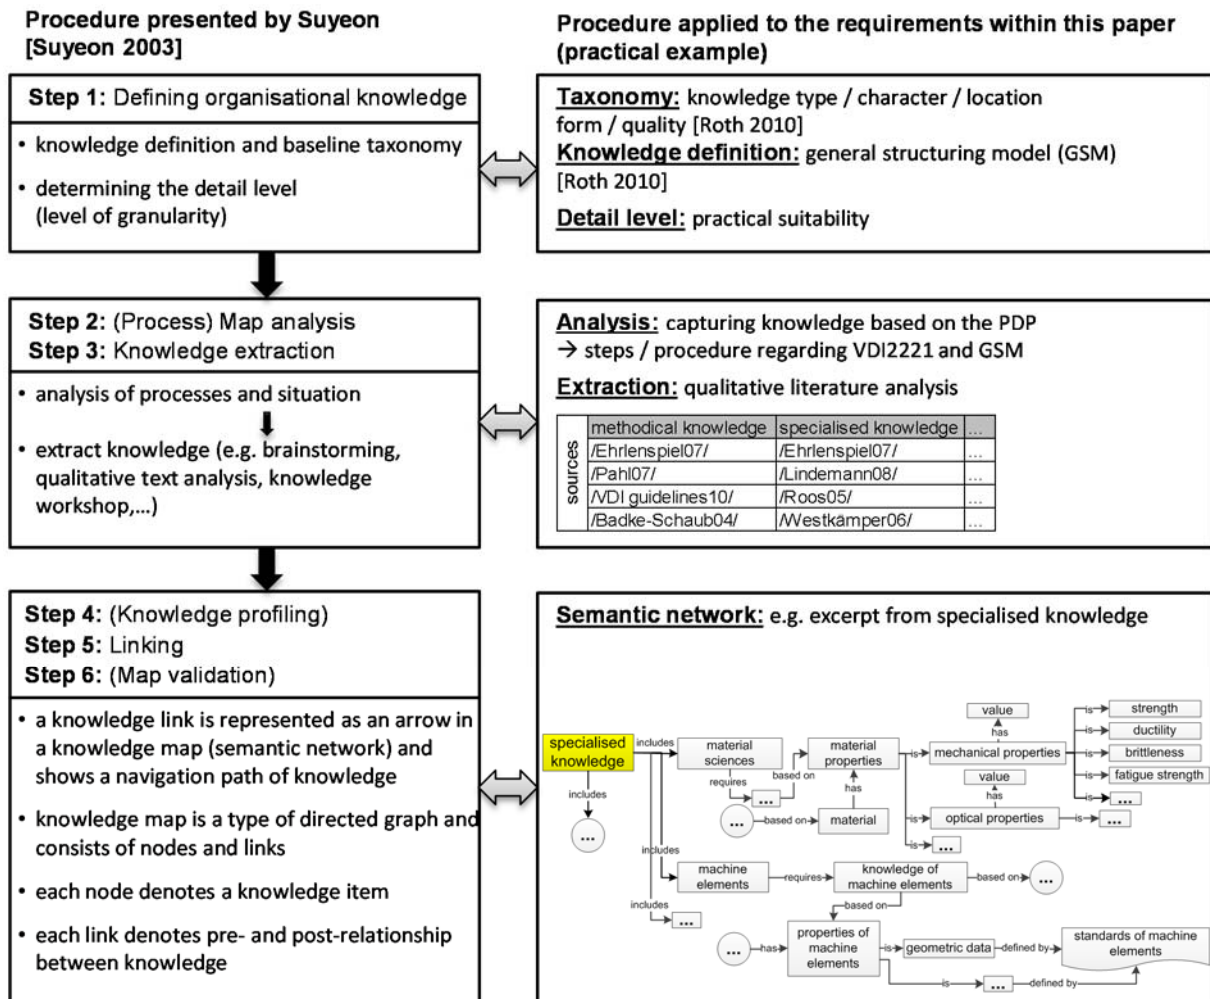 Procedure presented by Suyeon
[Suyeon 2003]
Procedure applied to the requirements within this paper
(practical example)
Step 1: Defining organisational knowledge
• knowledge definition and baseline taxonomy
• determining the detail level
(level of granularity)
Taxonomy: knowledge type / character / location
form / quality [Roth 2010]
Knowledge definition: general structuring model (GSM)
[Roth 2010]
Detail level: practical suitability
Step 2: (Process) Map analysis
Step 3: Knowledge extraction
• analysis of processes and situation
• extract knowledge (e.g. brainstorming,
qualitative text analysis, knowledge
workshop,…)
Analysis: capturing knowledge based on the PDP
→ steps / procedure regarding VDI2221 and GSM
Extraction: qualitative literature analysis
sources
methodical knowledge specialised knowledge ...
/Ehrlenspiel07/ /Ehrlenspiel07/ ...
/Pahl07/ /Lindemann08/ ...
/VDI guidelines10/ /Roos05/ ...
/Badke-Schaub04/ /Westkämper06/ ...
Step 4: (Knowledge profiling)
Step 5: Linking
Step 6: (Map validation)
• a knowledge link is represented as an arrow in
a knowledge map (semantic network) and
shows a navigation path of knowledge
• knowledge map is a type of directed graph and
consists of nodes and links
• each node denotes a knowledge item
• each link denotes pre- and post-relationship
between knowledge
Semantic network: e.g. excerpt from specialised knowledge
specialised
knowledge
includes
...
includes
material
sciences
requires
...
based on
material
properties
has
material
based on
...
is
mechanical properties
has
value
is
strength
is
ductility
is
brittleness
is
fatigue strength
is
...
is
optical properties
has
value
is
...
is
...
includes
machine
elements
requires
knowledge of
machine elements
based on
...
based on
includes
...
...
has
properties of
machine
elements
is
geometric data
defined by
standards of machine
elements
is
...
defined by